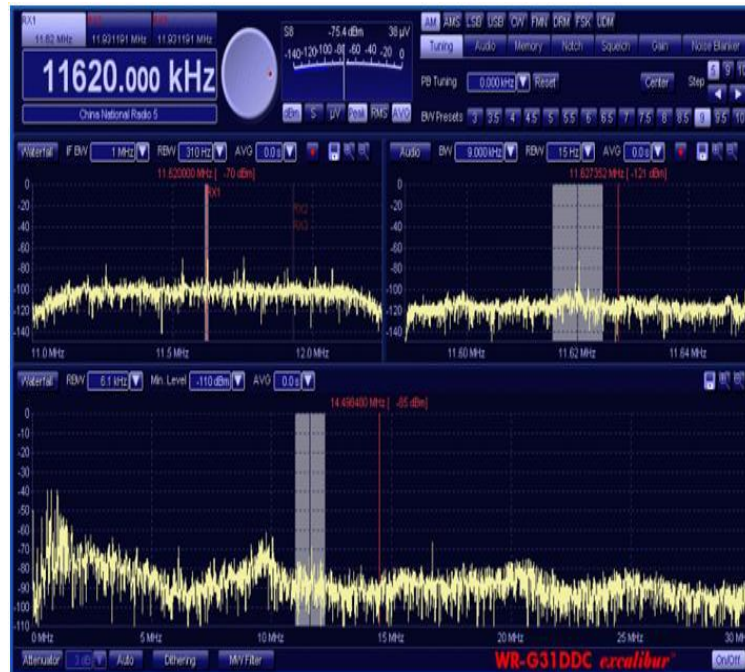 RX1
11.62 MHz 11.931191 MHz 11.931191 MHz
11620.000 kHz
China National Radio 5
S8 -75.4 dBm 38 µV
-140 -120 -100 -80 -60 -40 -20 0
dBm S µV Peak RMS AVG
AM AMS LSB USB CW FMN DRM FSK UDM
Tuning Audio Memory Notch Squelch Gain Noise Blanker
PB Tuning 0.000 kHz Reset Center Step 8 9 10
BW Presets 3 3.5 4 4.5 5 5.5 6 6.5 7 7.5 8 8.5 9 9.5 10
Waterfall IF BW 1 MHz RBW 310 Hz AVG 0.0 s
11.620000 MHz [ -70 dBm]
RX1
RX2
RX3
0
-20
-40
-60
-80
-100
-120
-140
11.0 MHz 11.5 MHz 12.0 MHz
Audio BW 9.000 kHz RBW 15 Hz AVG 0.0 s
11.627352 MHz [ -121 dBm]
0
-20
-40
-60
-80
-100
-120
-140
11.60 MHz 11.62 MHz 11.64 MHz
Waterfall RBW 6.1 kHz Min. Level -110 dBm AVG 0.0 s
14.498480 MHz [ -85 dBm]
0
-10
-20
-30
-40
-50
-60
-70
-80
-90
-100
-110
0 MHz 5 MHz 10 MHz 15 MHz 20 MHz 25 MHz 30 MHz
Attenuator 3 dB Auto Dithering MW Filter WR-G31DDC excalibur™ On/Off